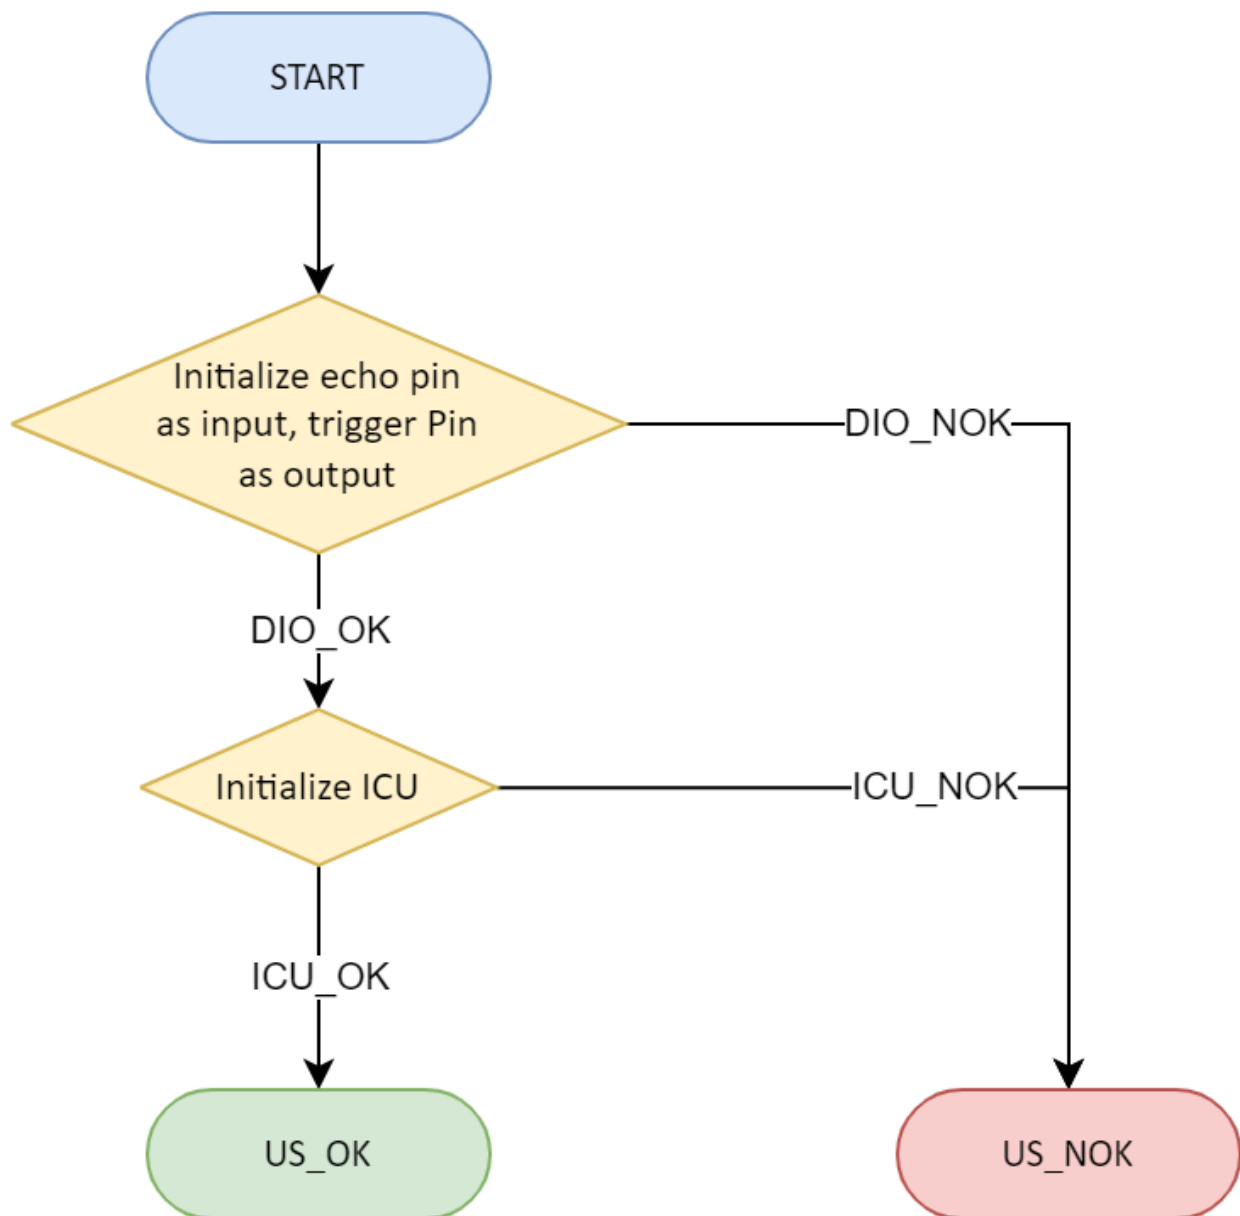 START
Initialize echo pin
as input, trigger Pin
as output
DIO_NOK
DIO_OK
Initialize ICU
ICU_NOK
ICU_OK
US_OK
US_NOK